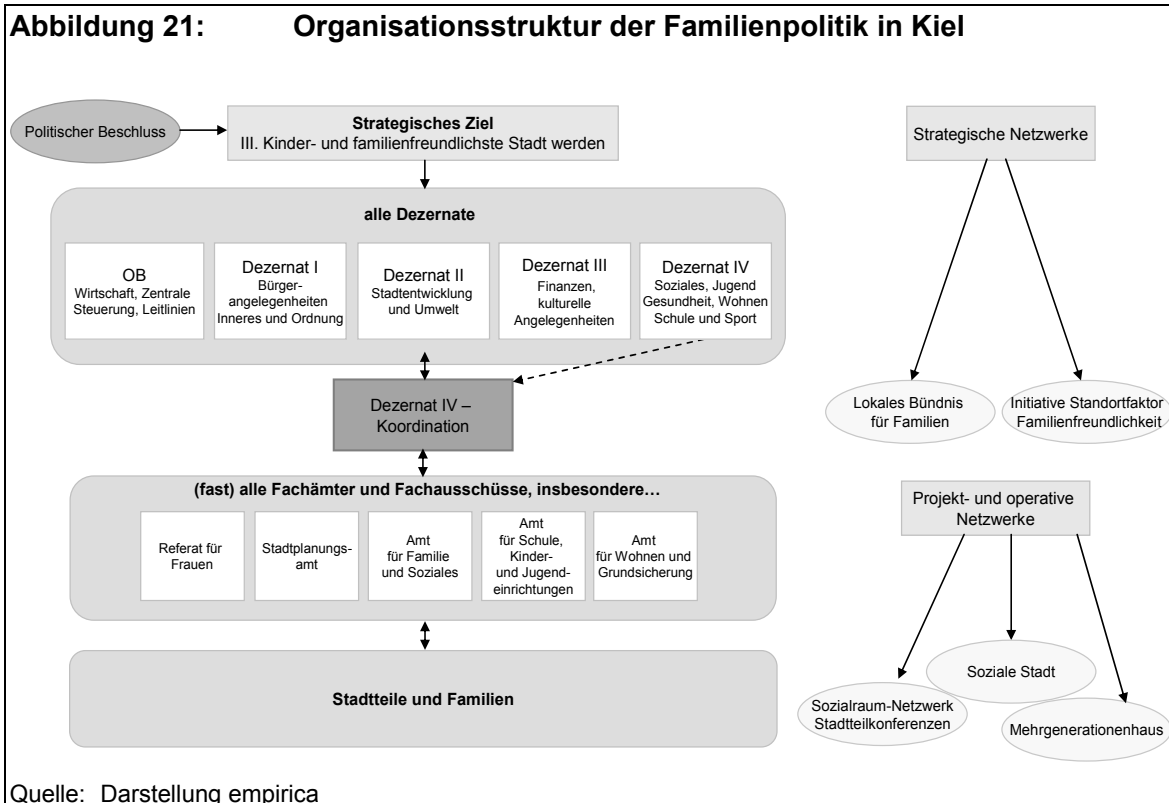 Abbildung 21: Organisationsstruktur der Familienpolitik in Kiel
Politischer Beschluss
Strategisches Ziel
III. Kinder- und familienfreundlichste Stadt werden
alle Dezernate
OB
Wirtschaft, Zentrale
Steuerung, Leitlinien
Dezernat I
Bürger-
angelegenheiten
Inneres und Ordnung
Dezernat II
Stadtentwicklung
und Umwelt
Dezernat III
Finanzen,
kulturelle
Angelegenheiten
Dezernat IV
Soziales, Jugend
Gesundheit, Wohnen
Schule und Sport
Dezernat IV –
Koordination
(fast) alle Fachämter und Fachausschüsse, insbesondere…
Referat für
Frauen
Stadtplanungs-
amt
Amt
für Familie
und Soziales
Amt
für Schule,
Kinder-
und Jugend-
einrichtungen
Amt
für Wohnen und
Grundsicherung
Stadtteile und Familien
Strategische Netzwerke
Lokales Bündnis
für Familien
Initiative Standortfaktor
Familienfreundlichkeit
Projekt- und operative
Netzwerke
Soziale Stadt
Sozialraum-Netzwerk
Stadtteilkonferenzen
Mehrgenerationenhaus
Quelle: Darstellung empirica